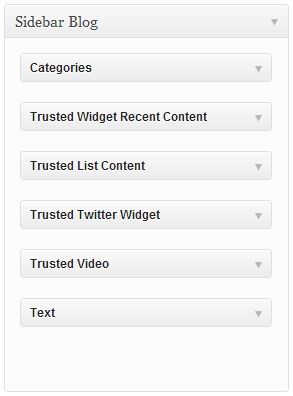 Sidebar Blog
Categories
Trusted Widget Recent Content
Trusted List Content
Trusted Twitter Widget
Trusted Video
Text